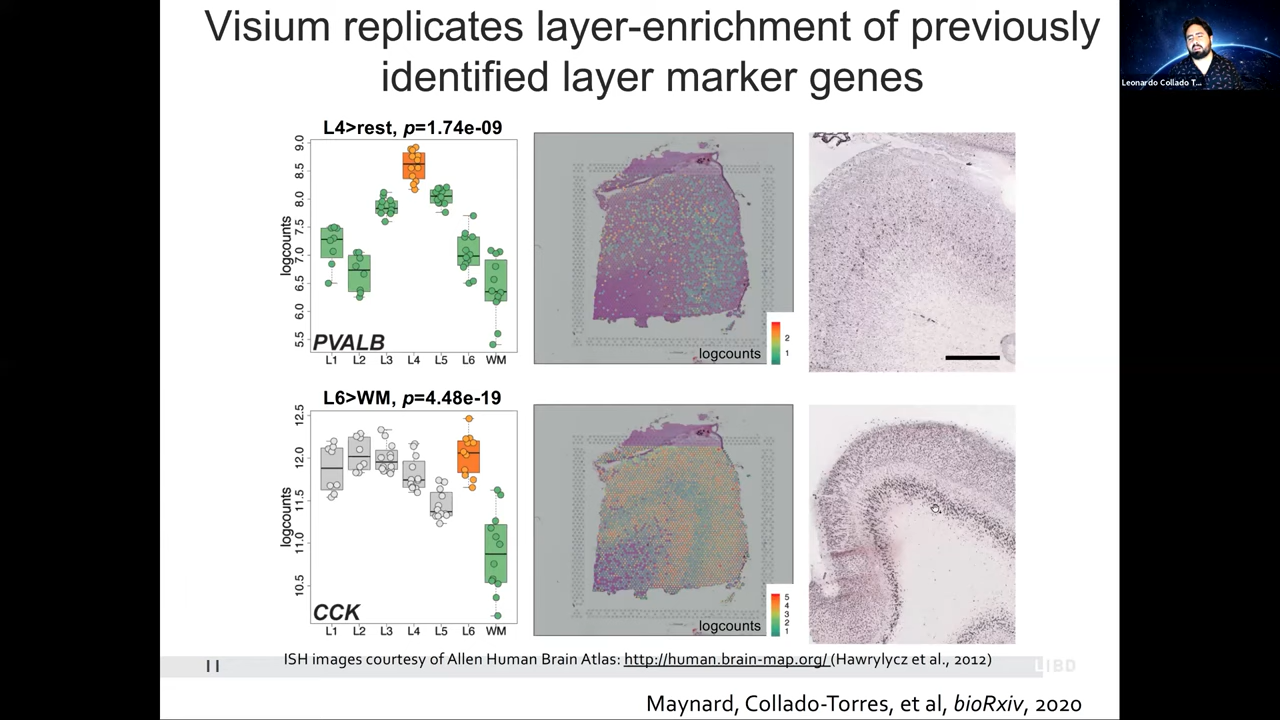 Visium replicates layer-enrichment of previously
identified layer marker genes
Leonardo Collado T...
L4>rest, p=1.74e-09
logcounts
9.0
8.5
8.0
7.5
7.0
6.5
6.0
5.5
PVALB
L1 L2 L3 L4 L5 L6 WM
logcounts
2
1
L6>WM, p=4.48e-19
logcounts
12.5
12.0
11.5
11.0
10.5
CCK
L1 L2 L3 L4 L5 L6 WM
logcounts
5
4
3
2
1
ISH images courtesy of Allen Human Brain Atlas: http://human.brain-map.org/ (Hawrylycz et al., 2012)
11
LIBD
Maynard, Collado-Torres, et al, bioRxiv, 2020